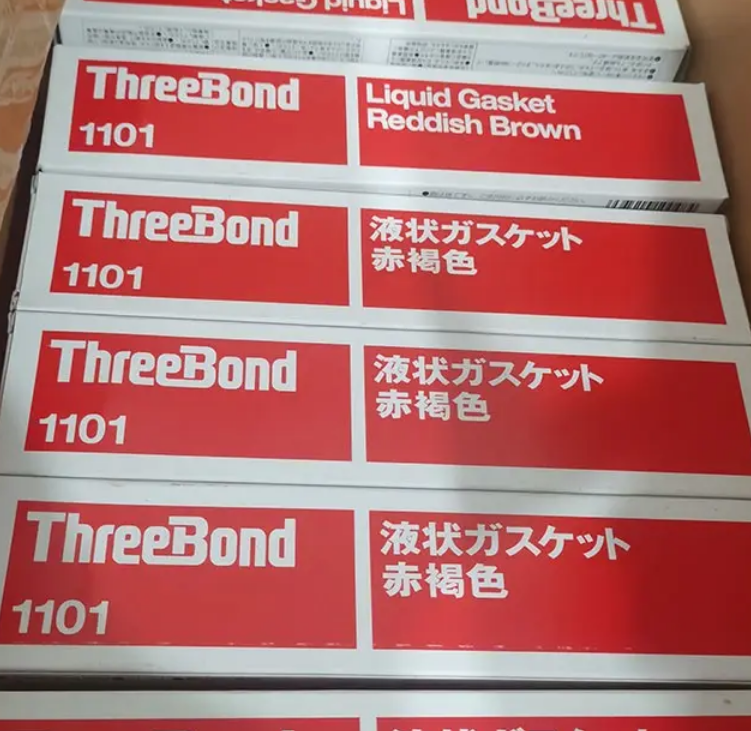 ThreeBond
Liquid Gasket
ThreeBond
1101
Liquid Gasket
Reddish Brown
ThreeBond
1101
液状ガスケット
赤褐色
ThreeBond
1101
液状ガスケット
赤褐色
ThreeBond
1101
液状ガスケット
赤褐色